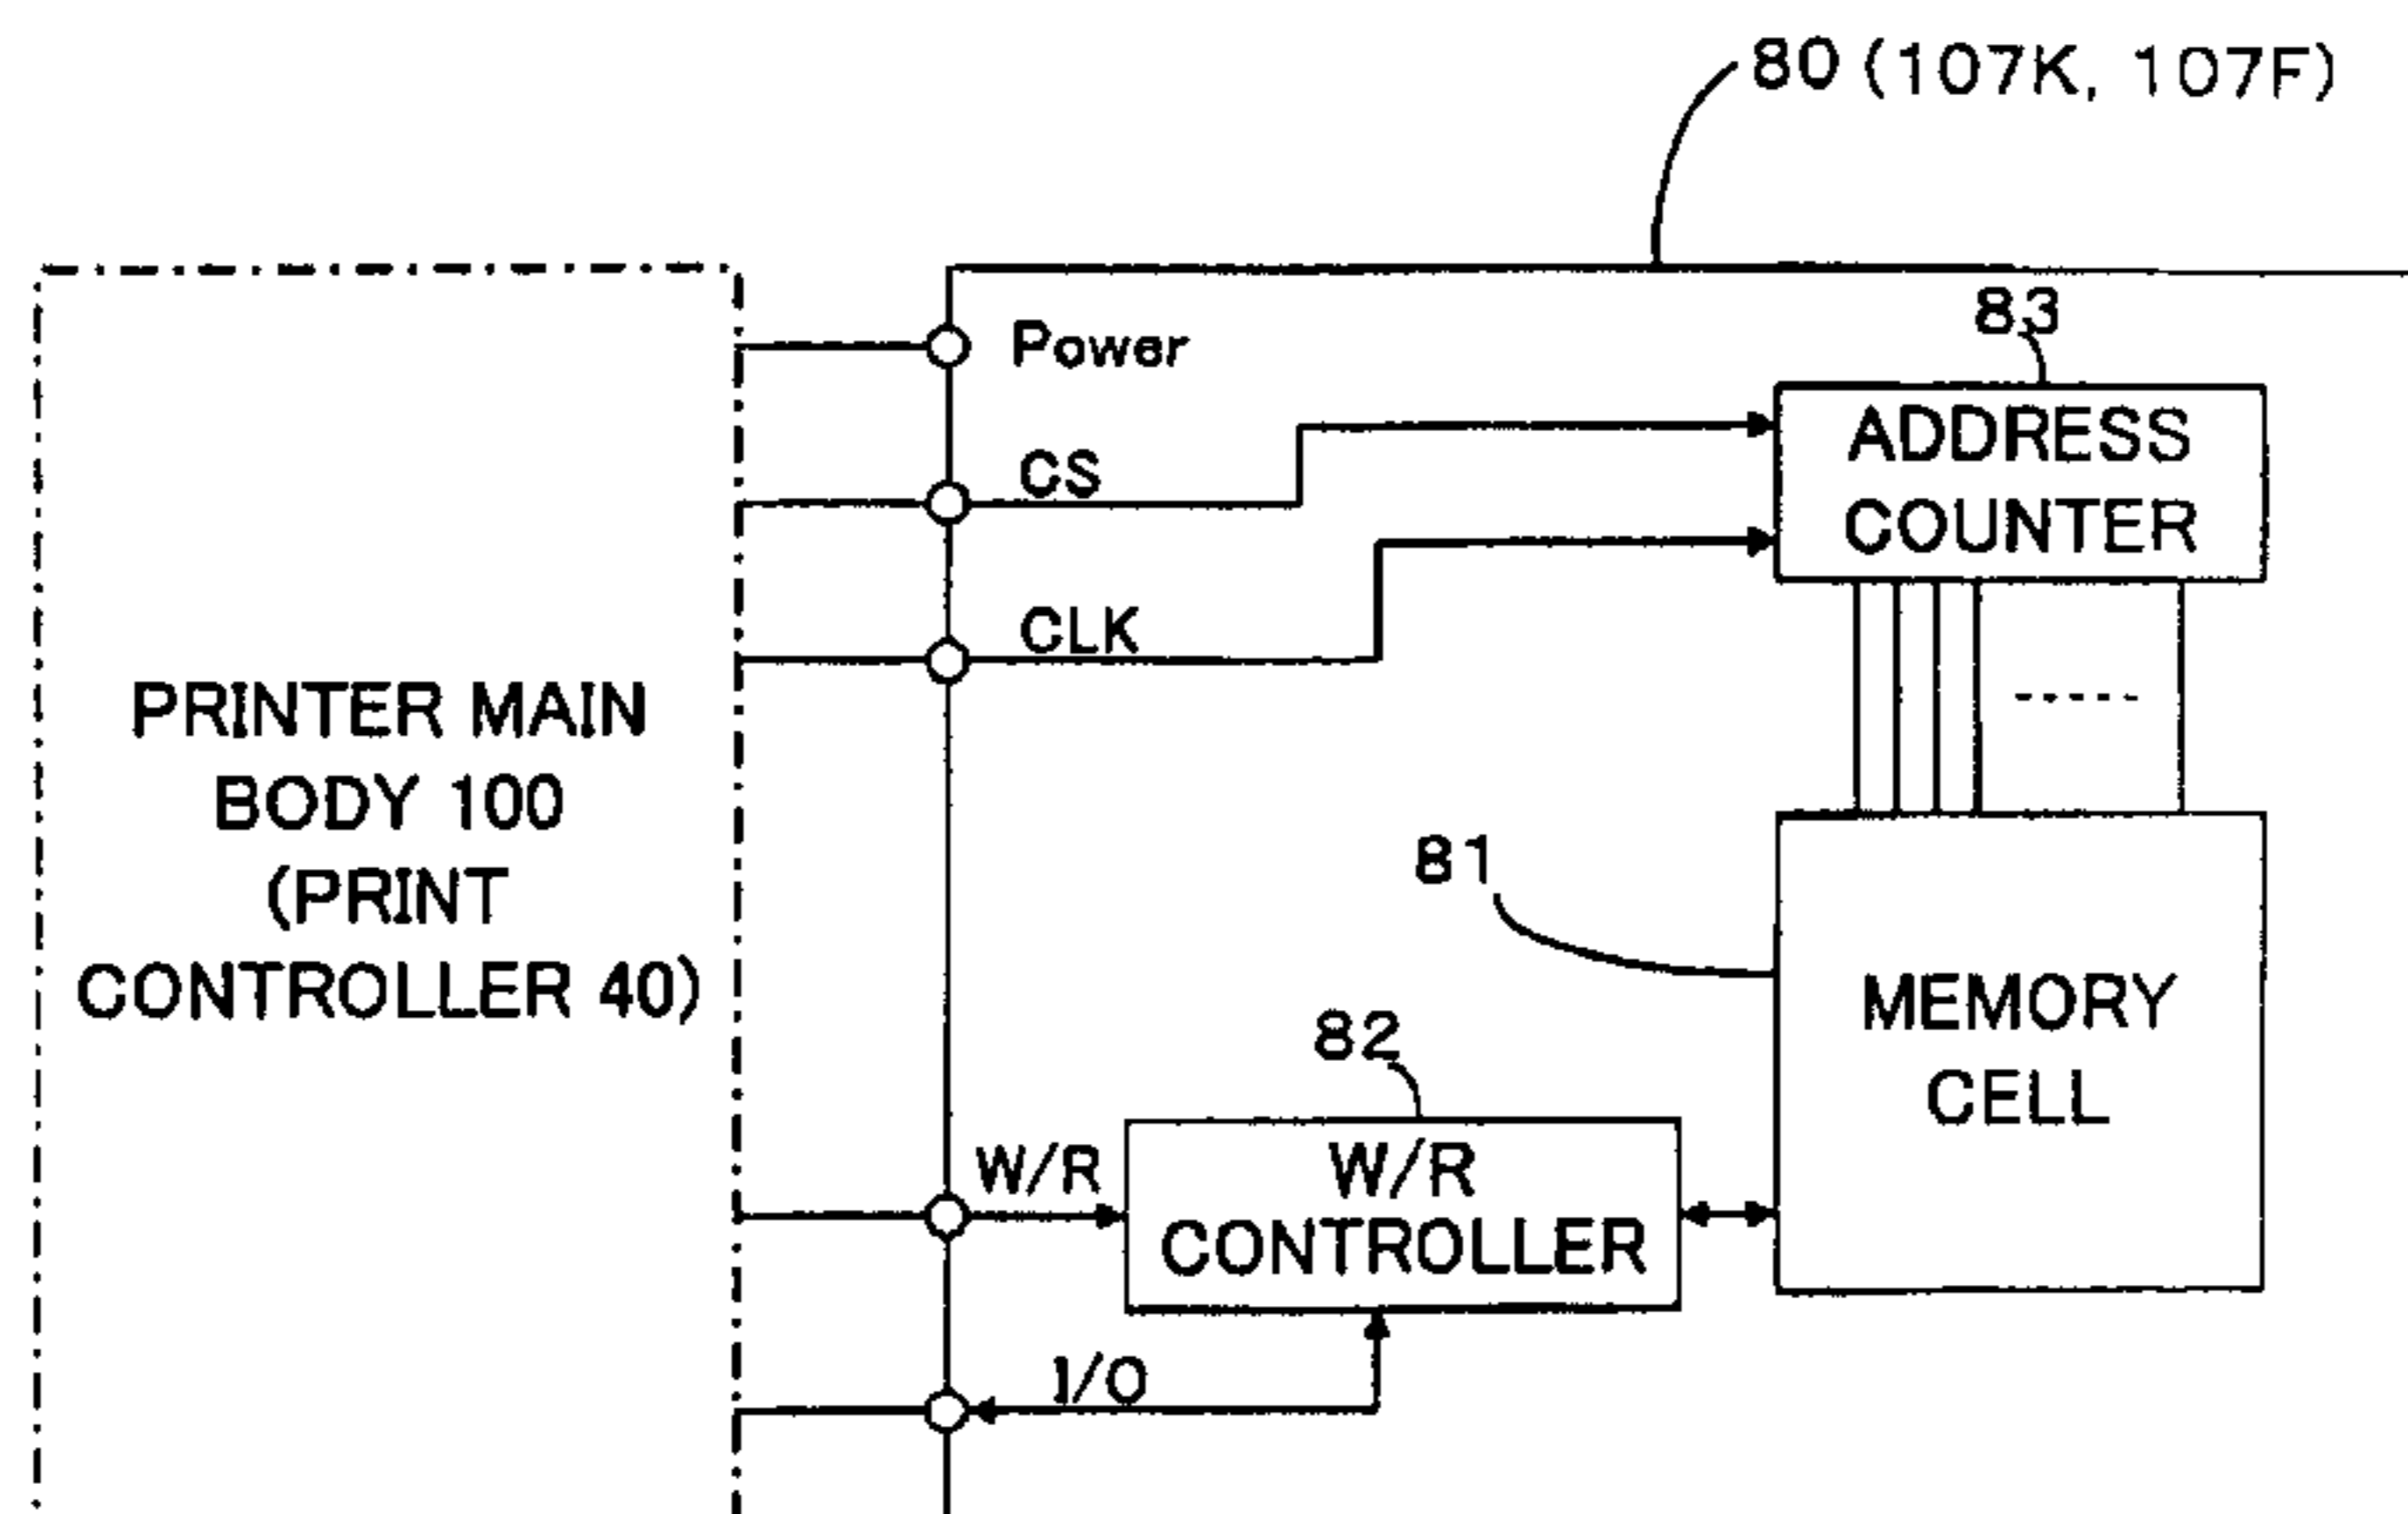 80 (107K, 107F)
Power
83
ADDRESS
COUNTER
CS
CLK
PRINTER MAIN
BODY 100
(PRINT
CONTROLLER 40)
81
MEMORY
CELL
82
W/R
W/R
CONTROLLER
I/O